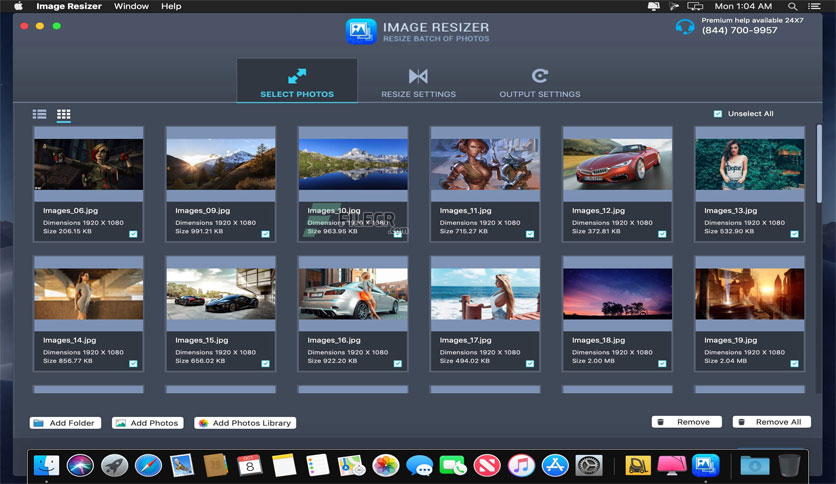 Image Resizer Window Help
Mon 1:04 AM
IMAGE RESIZER
RESIZE BATCH OF PHOTOS
Premium help available 24X7
(844) 700-9957
SELECT PHOTOS
RESIZE SETTINGS
OUTPUT SETTINGS
Unselect All
Images_06.jpg
Dimensions 1920 X 1080
Size 206.15 KB
Images_09.jpg
Dimensions 1920 X 1080
Size 991.21 KB
Images_10.jpg
Dimensions 1920 X 1080
Size 963.95 KB
FILECR
.com
Images_11.jpg
Dimensions 1920 X 1080
Size 715.27 KB
Images_12.jpg
Dimensions 1920 X 1080
Size 372.81 KB
Images_13.jpg
Dimensions 1920 X 1080
Size 532.90 KB
Images_14.jpg
Dimensions 1920 X 1080
Size 856.77 KB
Images_15.jpg
Dimensions 1920 X 1080
Size 656.02 KB
Images_16.jpg
Dimensions 1920 X 1080
Size 922.20 KB
Images_17.jpg
Dimensions 1920 X 1080
Size 494.02 KB
Images_18.jpg
Dimensions 1920 X 1080
Size 2.00 MB
Images_19.jpg
Dimensions 1920 X 1080
Size 2.04 MB
Add Folder
Add Photos
Add Photos Library
Remove
Remove All
8